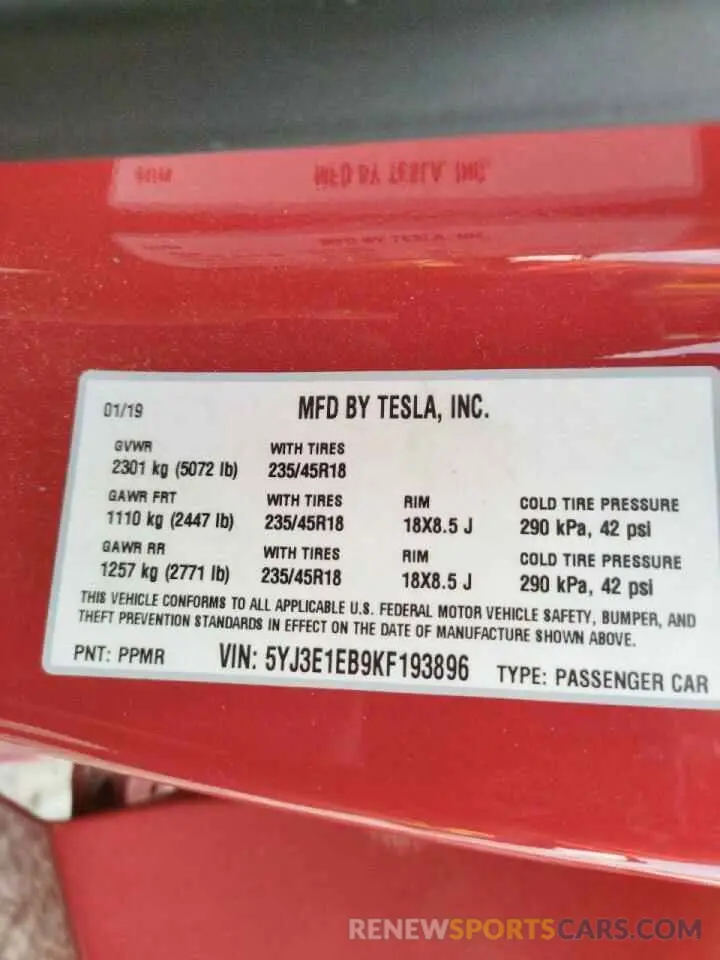 01/19 MFD BY TESLA, INC.
GVWR WITH TIRES
2301 kg (5072 lb) 235/45R18
GAWR FRT WITH TIRES RIM COLD TIRE PRESSURE
1110 kg (2447 lb) 235/45R18 18X8.5 J 290 kPa, 42 psi
GAWR RR WITH TIRES RIM COLD TIRE PRESSURE
1257 kg (2771 lb) 235/45R18 18X8.5 J 290 kPa, 42 psi
THIS VEHICLE CONFORMS TO ALL APPLICABLE U.S. FEDERAL MOTOR VEHICLE SAFETY, BUMPER, AND
THEFT PREVENTION STANDARDS IN EFFECT ON THE DATE OF MANUFACTURE SHOWN ABOVE.
PNT: PPMR VIN: 5YJ3E1EB9KF193896 TYPE: PASSENGER CAR
RENEWSPORTSCARS.COM